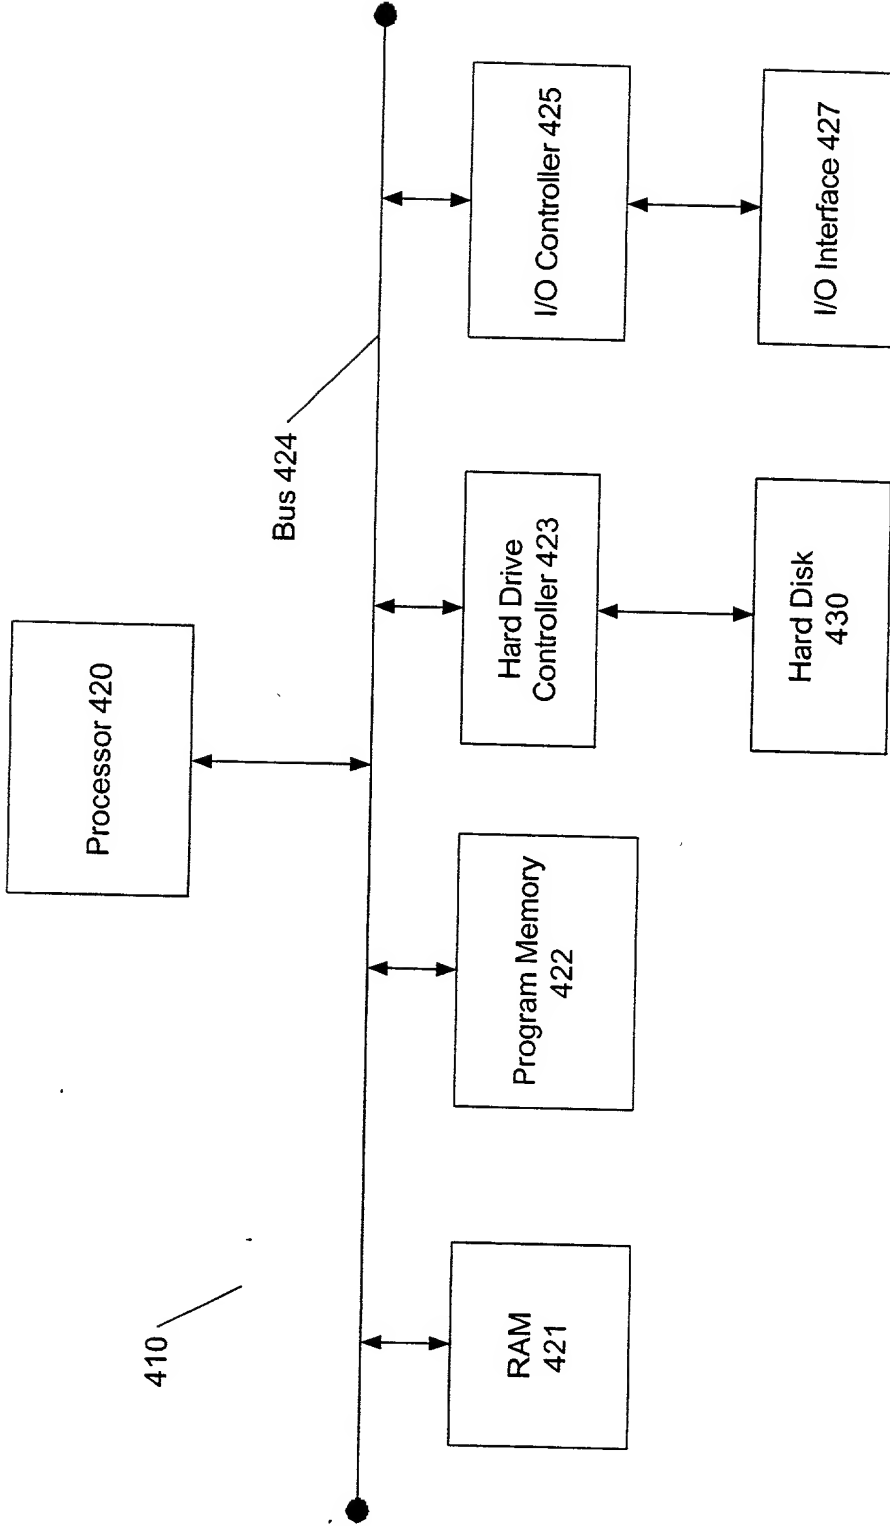 410
Processor 420
Bus 424
RAM
421
Program Memory
422
Hard Drive
Controller 423
I/O Controller 425
Hard Disk
430
I/O Interface 427